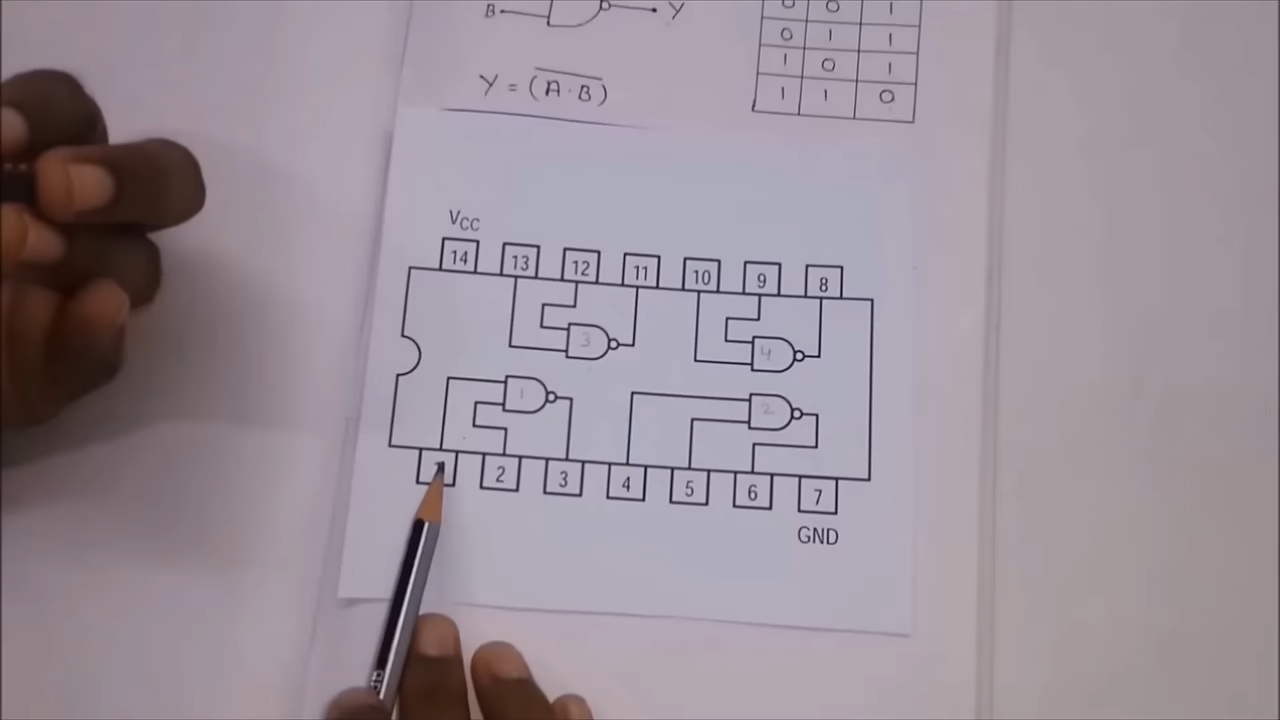 B Y
0 0 1
0 1 1
1 0 1
1 1 0
Y = (A·B)
VCC
14 13 12 11 10 9 8
3 4
1 2
1 2 3 4 5 6 7
GND